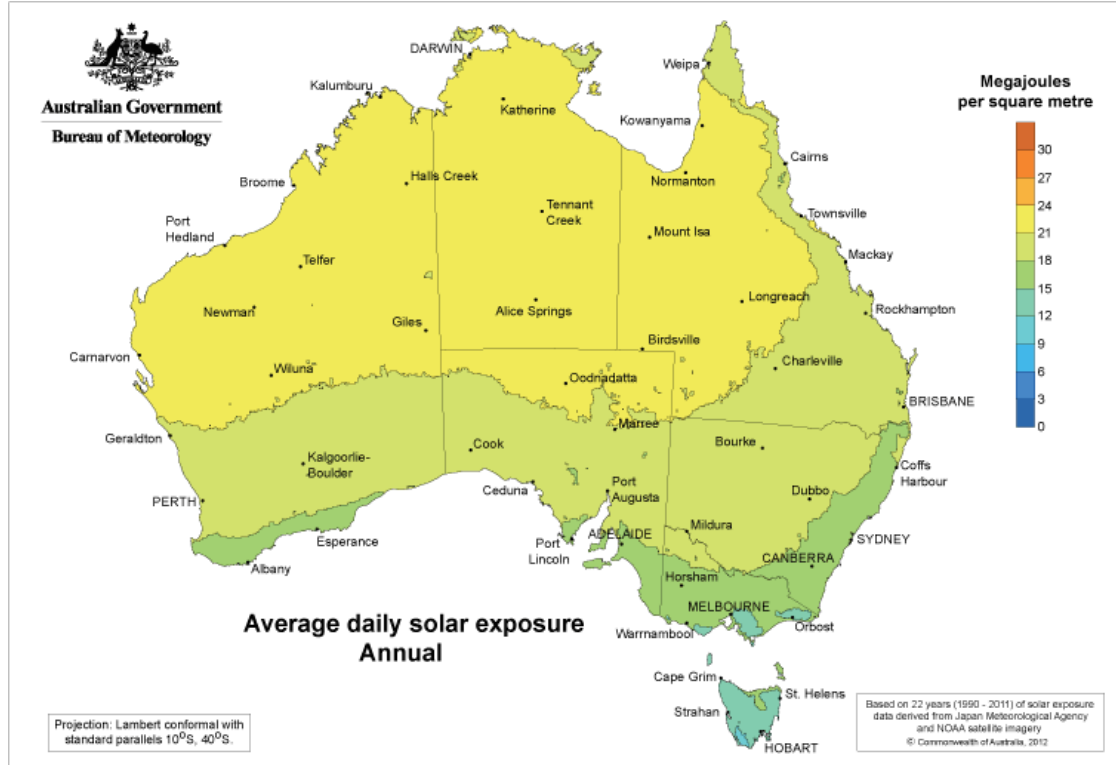 Australian Government
Bureau of Meteorology
DARWIN
Kalumburu
Katherine
Weipa
Kowanyama
Cairns
Broome
Halls Creek
Normanton
Port
Hedland
Tennant
Creek
Townsville
Mount Isa
Telfer
Mackay
Newman
Giles
Alice Springs
Longreach
Rockhampton
Carnarvon
Wiluna
Birdsville
Oodnadatta
Charleville
BRISBANE
Geraldton
Marree
Cook
Bourke
Kalgoorlie-
Boulder
Coffs
Harbour
PERTH
Ceduna
Port
Augusta
Dubbo
Esperance
Mildura
Port
Lincoln
ADELAIDE
SYDNEY
Albany
CANBERRA
Horsham
MELBOURNE
Warrnambool
Orbost
Cape Grim
St. Helens
Strahan
HOBART
Megajoules
per square metre
30
27
24
21
18
15
12
9
6
3
0
Average daily solar exposure
Annual
Projection: Lambert conformal with
standard parallels 10°S, 40°S.
Based on 22 years (1990 - 2011) of solar exposure
data derived from Japan Meteorological Agency
and NOAA satellite imagery
© Commonwealth of Australia, 2012